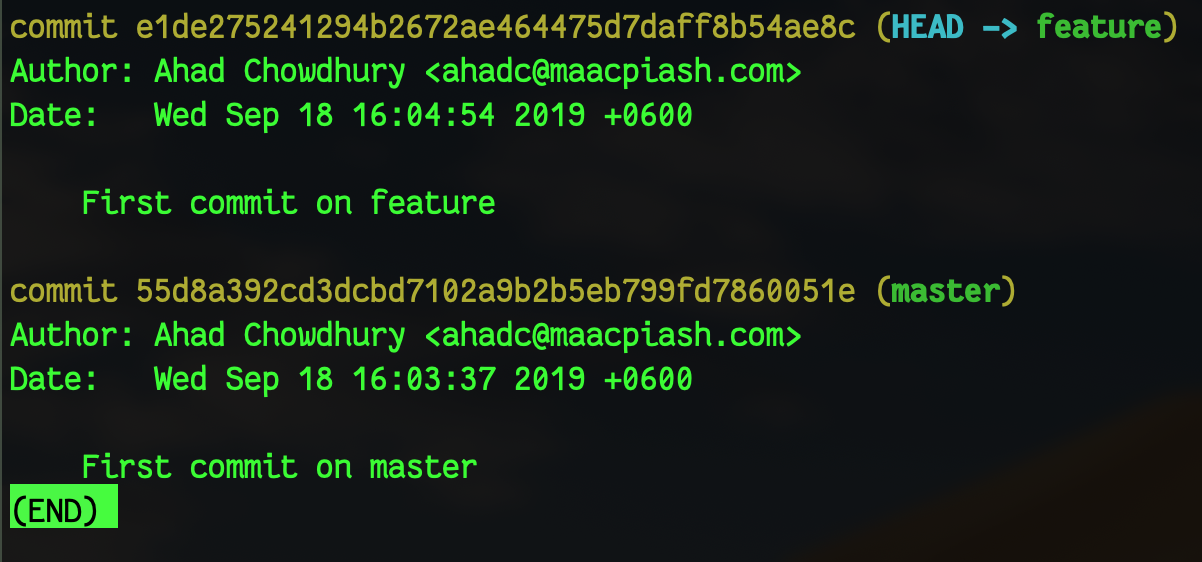 commit e1de275241294b2672ae464475d7daff8b54ae8c (HEAD -> feature)
Author: Ahad Chowdhury <ahadc@maacpiash.com>
Date:   Wed Sep 18 16:04:54 2019 +0600
    First commit on feature
commit 55d8a392cd3dcbd7102a9b2b5eb799fd7860051e (master)
Author: Ahad Chowdhury <ahadc@maacpiash.com>
Date:   Wed Sep 18 16:03:37 2019 +0600
    First commit on master
(END)